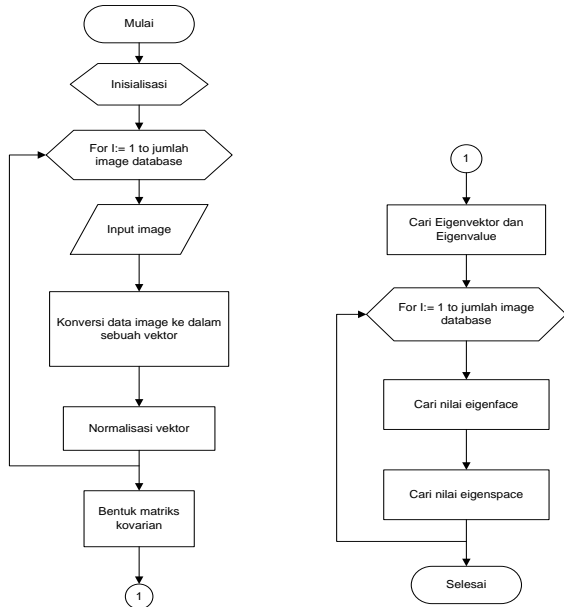 Mulai
Inisialisasi
For I:= 1 to jumlah
image database
Input image
Konversi data image ke dalam
sebuah vektor
Normalisasi vektor
Bentuk matriks
kovarian
1
1
Cari Eigenvektor dan
Eigenvalue
For I:= 1 to jumlah image
database
Cari nilai eigenface
Cari nilai eigenspace
Selesai